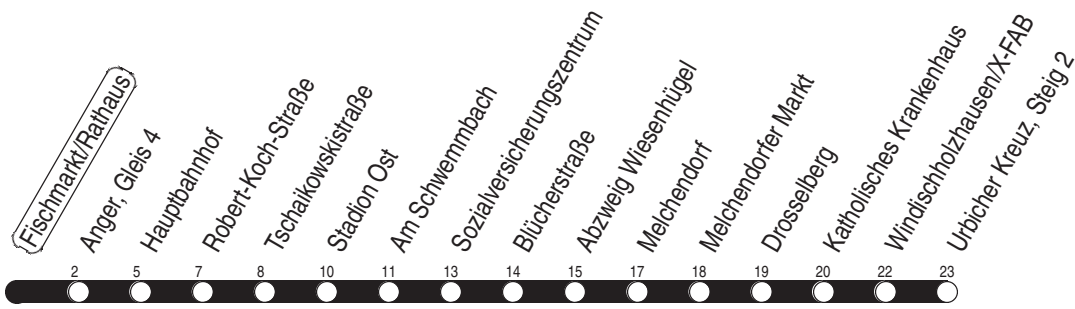 Fischmarkt/Rathaus
Anger, Gleis 4
Hauptbahnhof
Robert-Koch-Straße
Tschaikowskistraße
Stadion Ost
Am Schwemmbach
Sozialversicherungszentrum
Blücherstraße
Abzweig Wiesenhügel
Melchendorf
Melchendorfer Markt
Drosselberg
Katholisches Krankenhaus
Windischholzhausen/X-FAB
Urbicher Kreuz, Steig 2
2 5 7 8 10 11 13 14 15 17 18 19 20 22 23